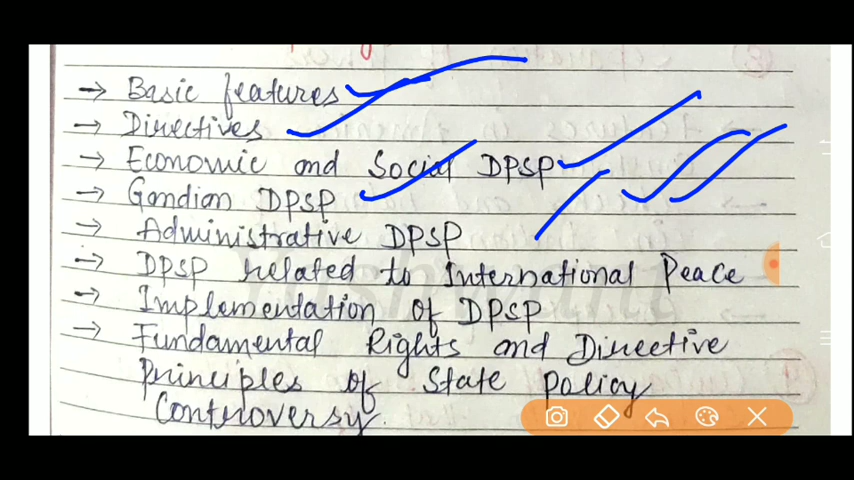 → Basic features
→ Directives
→ Economic and Social DPSP
→ Gandian DPSP
→ Administrative DPSP
→ DPSP related to International Peace
→ Implementation of DPSP
→ Fundamental Rights and Directive
Principles of State Policy
Controversy.